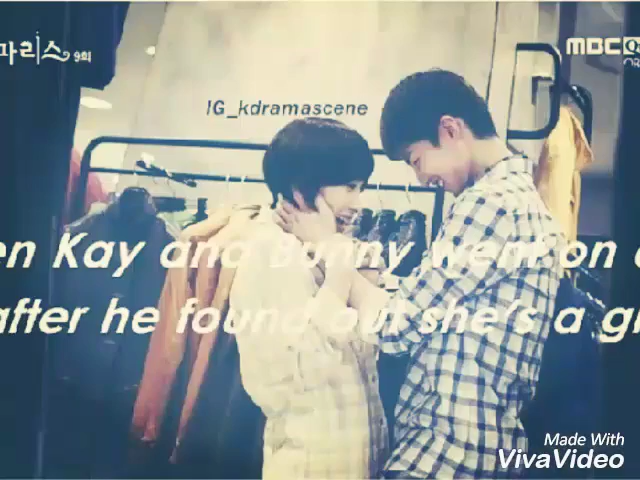 파리스 9회
MBC
IG_kdramascene
en Kay and Bunny went on
after he found out she's a
Made With
VivaVideo